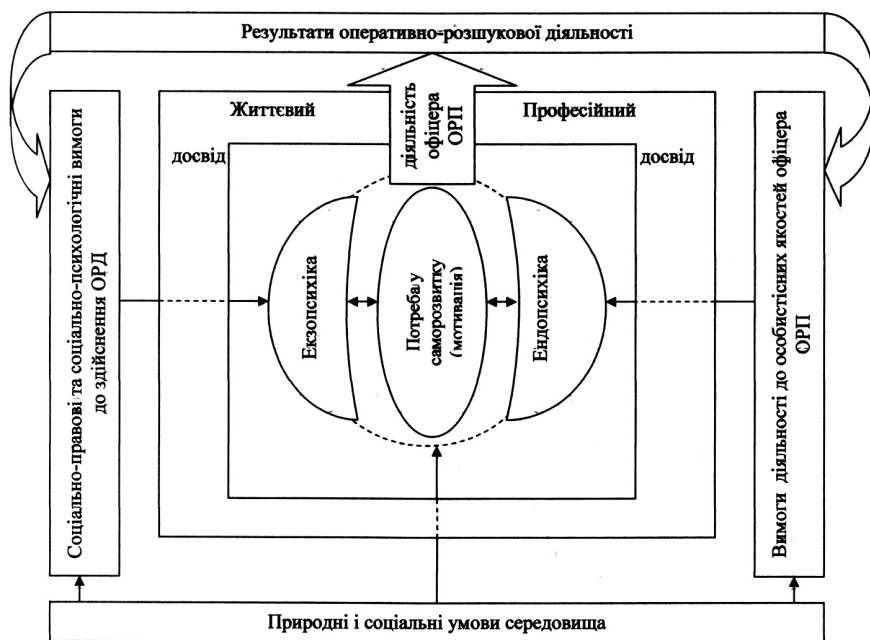 Результати оперативно-розшукової діяльності
Життєвий
Професійний
діяльність
офіцера
ОРП
досвід
досвід
Соціально-правові та соціально-психологічні вимоги
до здійснення ОРД
Екзопсихіка
Потреба у
саморозвитку
(мотивація)
Ендопсихіка
Вимоги діяльності до особистісних якостей офіцера
ОРП
Природні і соціальні умови середовища